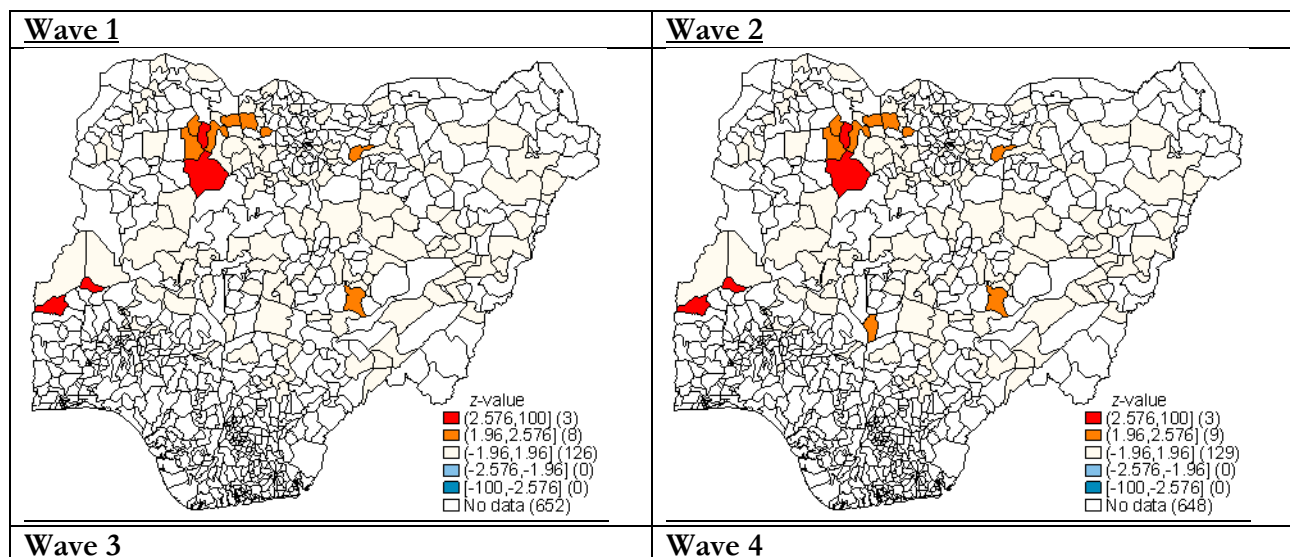 Wave 1
Wave 2
z-value
(2.576,100] (3)
(1.96,2.576] (8)
(-1.96,1.96] (126)
(-2.576,-1.96] (0)
[-100,-2.576] (0)
No data (652)
z-value
(2.576,100] (3)
(1.96,2.576] (9)
(-1.96,1.96] (129)
(-2.576,-1.96] (0)
[-100,-2.576] (0)
No data (648)
Wave 3
Wave 4